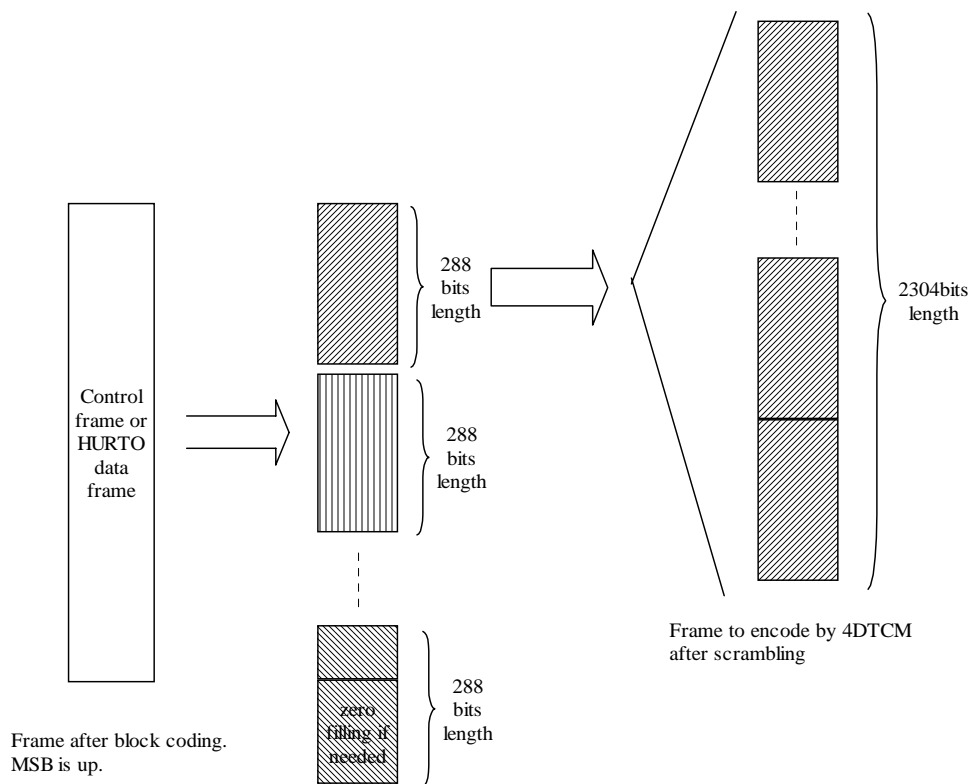 Control
frame or
HURTO
data
frame
Frame after block coding.
MSB is up.
288
bits
length
288
bits
length
zero
filling if
needed
288
bits
length
2304bits
length
Frame to encode by 4DTCM
after scrambling